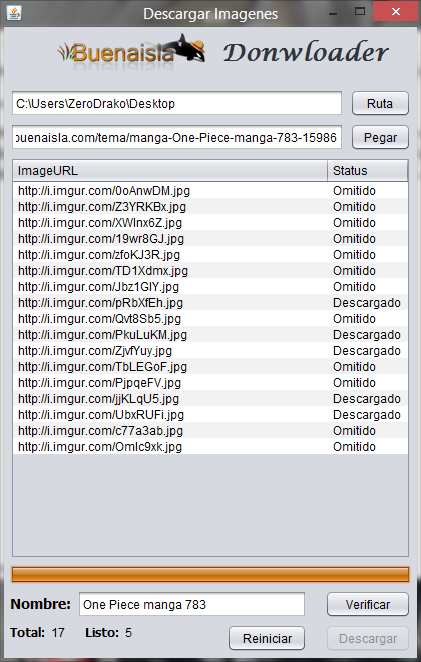 Descargar Imagenes
Buenaisla Donwloader
C:\Users\ZeroDrako\Desktop Ruta
buenaisla.com/tema/manga-One-Piece-manga-783-15986 Pegar
ImageURL Status
http://i.imgur.com/0oAnwDM.jpg Omitido
http://i.imgur.com/Z3YRKBx.jpg Omitido
http://i.imgur.com/XWlnx6Z.jpg Omitido
http://i.imgur.com/19wr8GJ.jpg Omitido
http://i.imgur.com/zfoKJ3R.jpg Omitido
http://i.imgur.com/TD1Xdmx.jpg Omitido
http://i.imgur.com/Jbz1GlY.jpg Omitido
http://i.imgur.com/pRbXfEh.jpg Descargado
http://i.imgur.com/Qvt8Sb5.jpg Omitido
http://i.imgur.com/PkuLuKM.jpg Descargado
http://i.imgur.com/ZjvfYuy.jpg Descargado
http://i.imgur.com/TbLEGoF.jpg Omitido
http://i.imgur.com/PjpqeFV.jpg Omitido
http://i.imgur.com/jjKLqU5.jpg Descargado
http://i.imgur.com/UbxRUFi.jpg Descargado
http://i.imgur.com/c77a3ab.jpg Omitido
http://i.imgur.com/OmIc9xk.jpg Omitido
Nombre: One Piece manga 783 Verificar
Total: 17 Listo: 5 Reiniciar Descargar